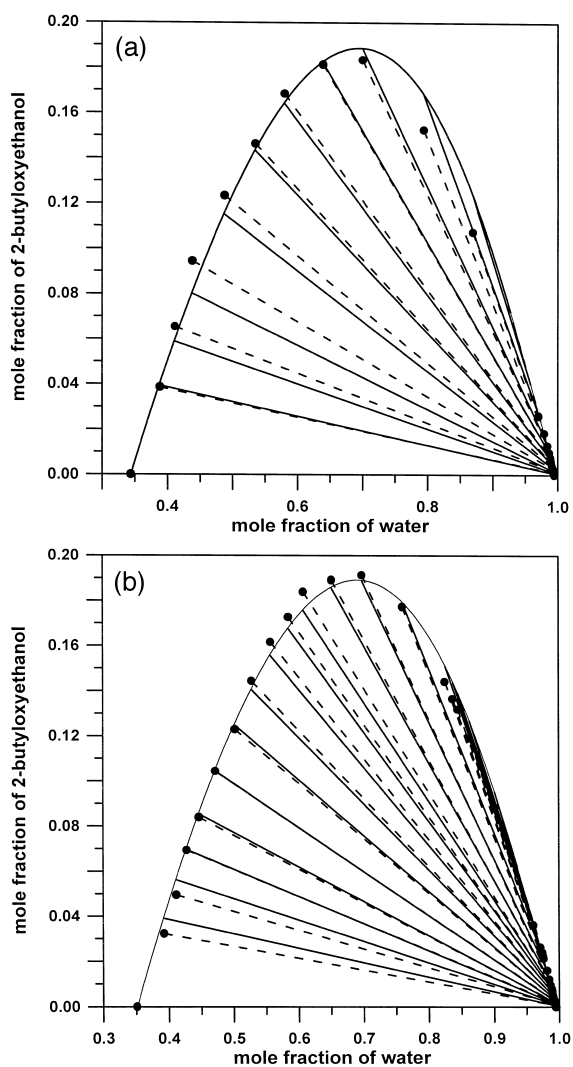 (a)
0.20
0.16
0.12
0.08
0.04
0.00
mole fraction of 2-butyloxyethanol
0.4 0.6 0.8 1.0
mole fraction of water
(b)
0.20
0.16
0.12
0.08
0.04
0.00
mole fraction of 2-butyloxyethanol
0.3 0.4 0.5 0.6 0.7 0.8 0.9 1.0
mole fraction of water